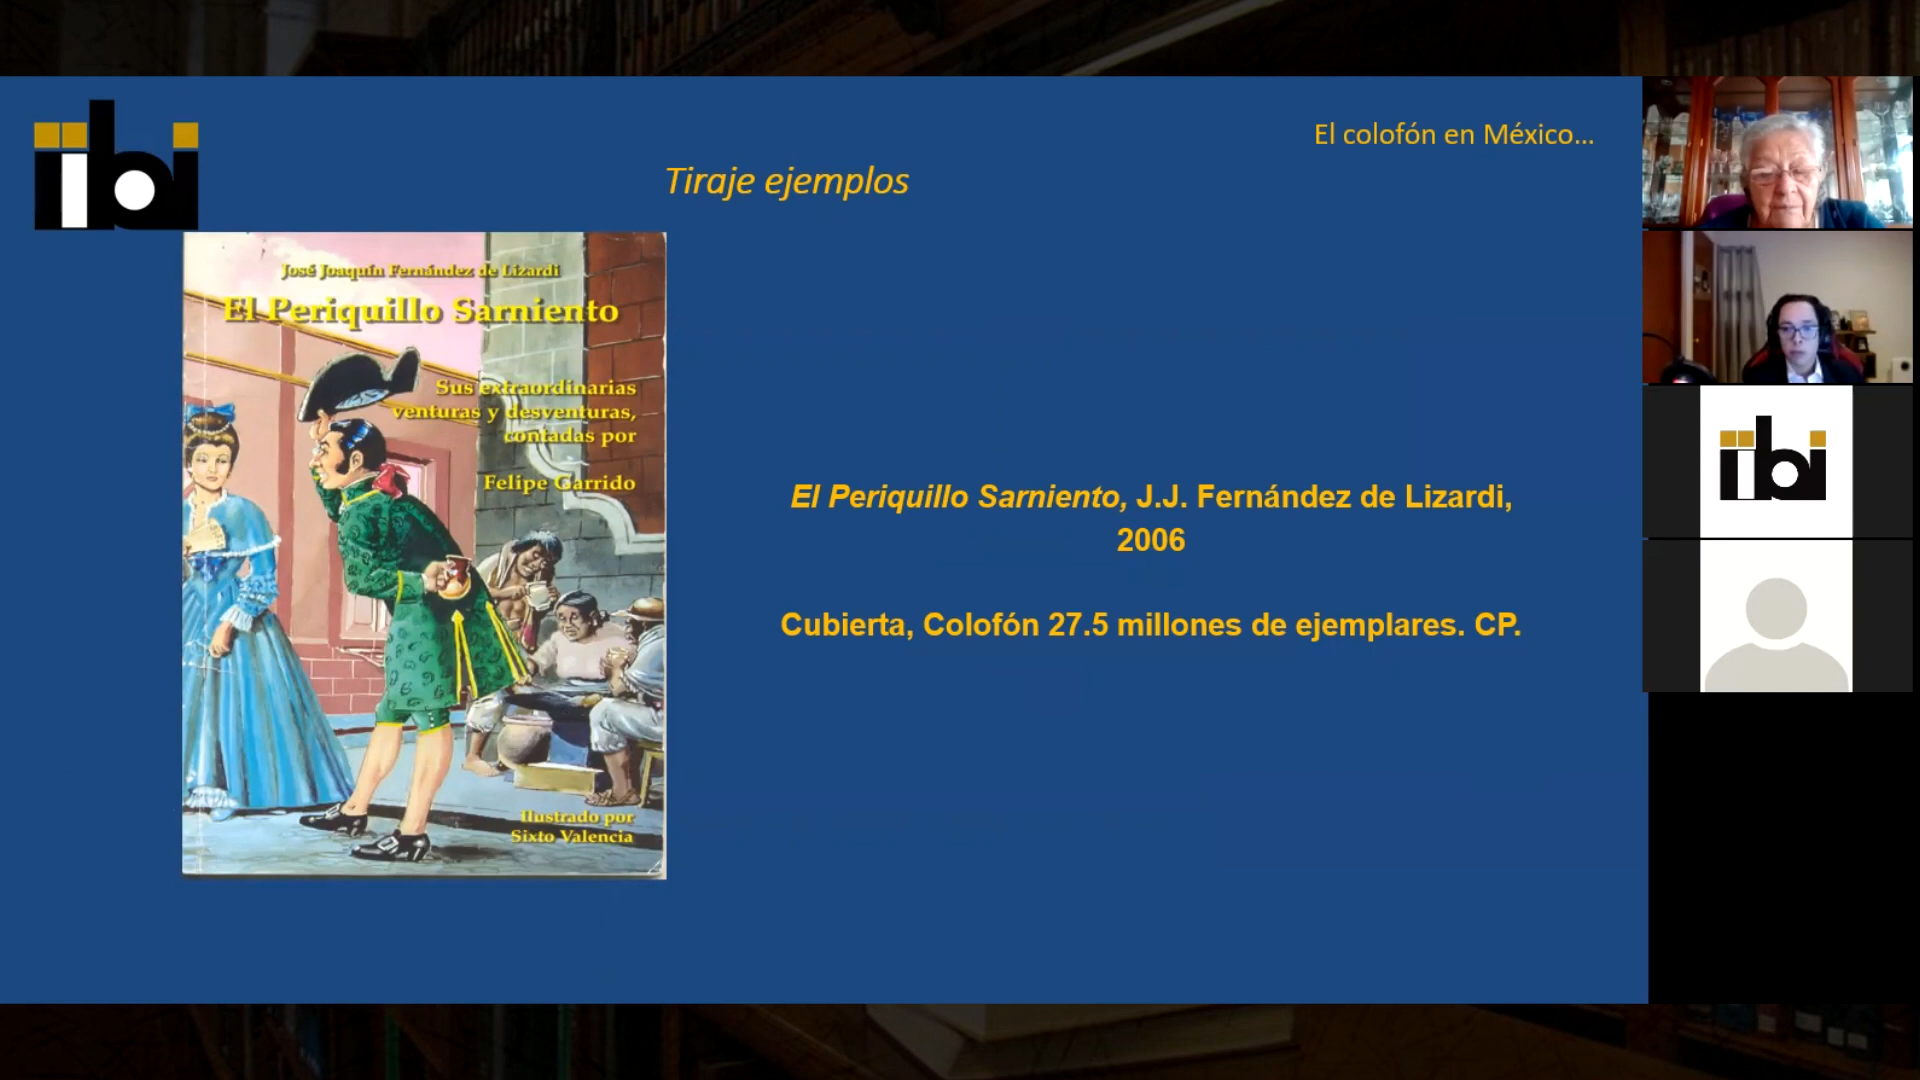 iibi
El colofón en México...
Tiraje ejemplos
José Joaquín Fernández de Lizardi
El Periquillo Sarniento
Sus extraordinarias
venturas y desventuras,
contadas por
Felipe Garrido
Ilustrado por
Sixto Valencia
El Periquillo Sarniento, J.J. Fernández de Lizardi,
2006
Cubierta, Colofón 27.5 millones de ejemplares. CP.
iibi